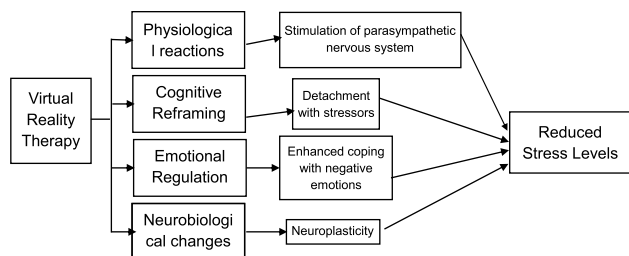 Virtual
Reality
Therapy
Physiologica
l reactions
Stimulation of parasympathetic
nervous system
Cognitive
Reframing
Detachment
with stressors
Emotional
Regulation
Enhanced coping
with negative
emotions
Neurobiologi
cal changes
Neuroplasticity
Reduced
Stress Levels